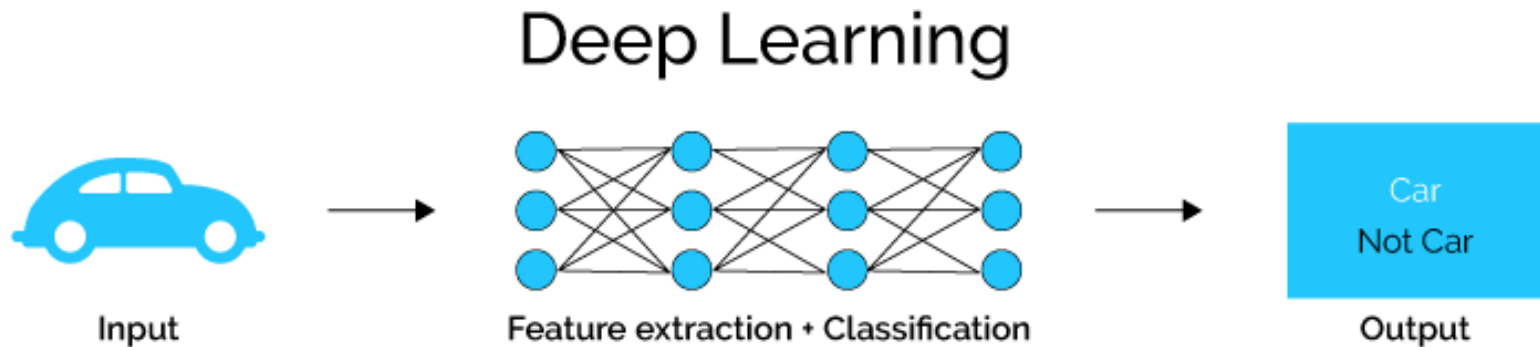 Deep Learning
Car
Not Car
Input
Feature extraction + Classification
Output